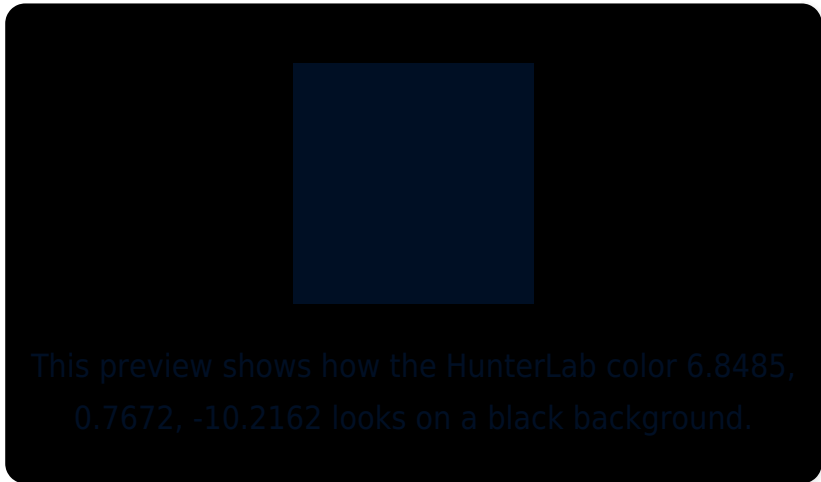 This preview shows how the HunterLab color 6.8485,
0.7672, -10.2162 looks on a black background.